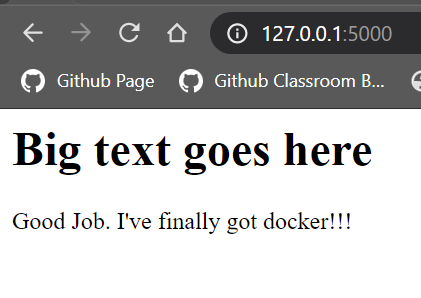 127.0.0.1:5000
Github Page Github Classroom B...
Big text goes here
Good Job. I've finally got docker!!!